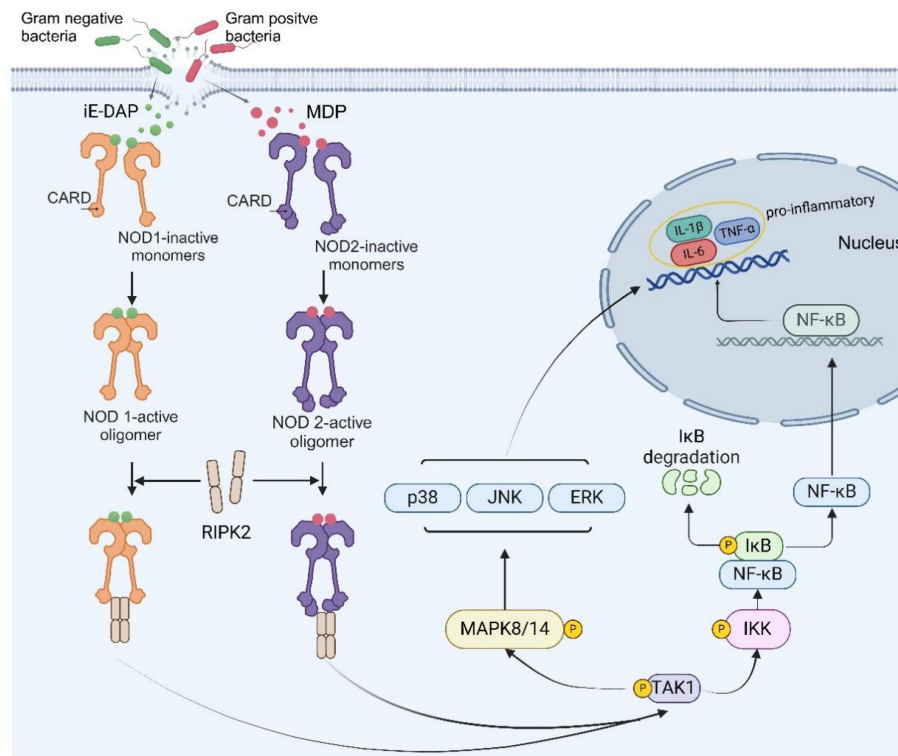 Gram negative
bacteria
Gram positve
bacteria
iE-DAP
MDP
CARD
CARD
NOD1-inactive
monomers
NOD2-inactive
monomers
NOD 1-active
oligomer
NOD 2-active
oligomer
RIPK2
p38
JNK
ERK
MAPK8/14
P
P
TAK1
P
IKK
P
IκB
NF-κB
IκB
degradation
NF-κB
NF-κB
IL-1β
TNF-α
IL-6
pro-inflammatory
Nucleus